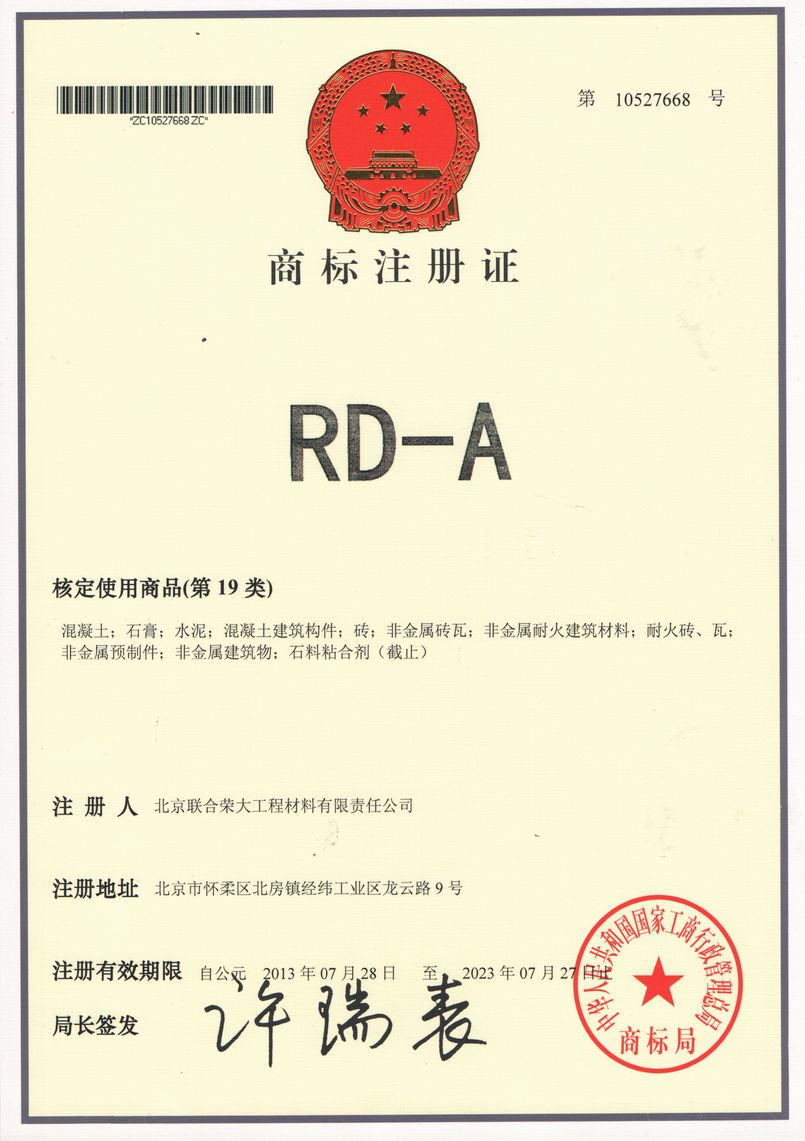 *ZC10527668ZC*
第 10527668 号
商标注册证
RD-A
核定使用商品(第 19 类)
混凝土；石膏；水泥；混凝土建筑构件；砖；非金属砖瓦；非金属耐火建筑材料；耐火砖、瓦；
非金属预制件；非金属建筑物；石料粘合剂（截止）
注 册 人 北京联合荣大工程材料有限责任公司
注册地址 北京市怀柔区北房镇经纬工业区龙云路 9 号
注册有效期限 自公元 2013 年 07 月 28 日 至 2023 年 07 月 27 日止
局长签发 许瑞表
中华人民共和国国家工商行政管理总局
商标局